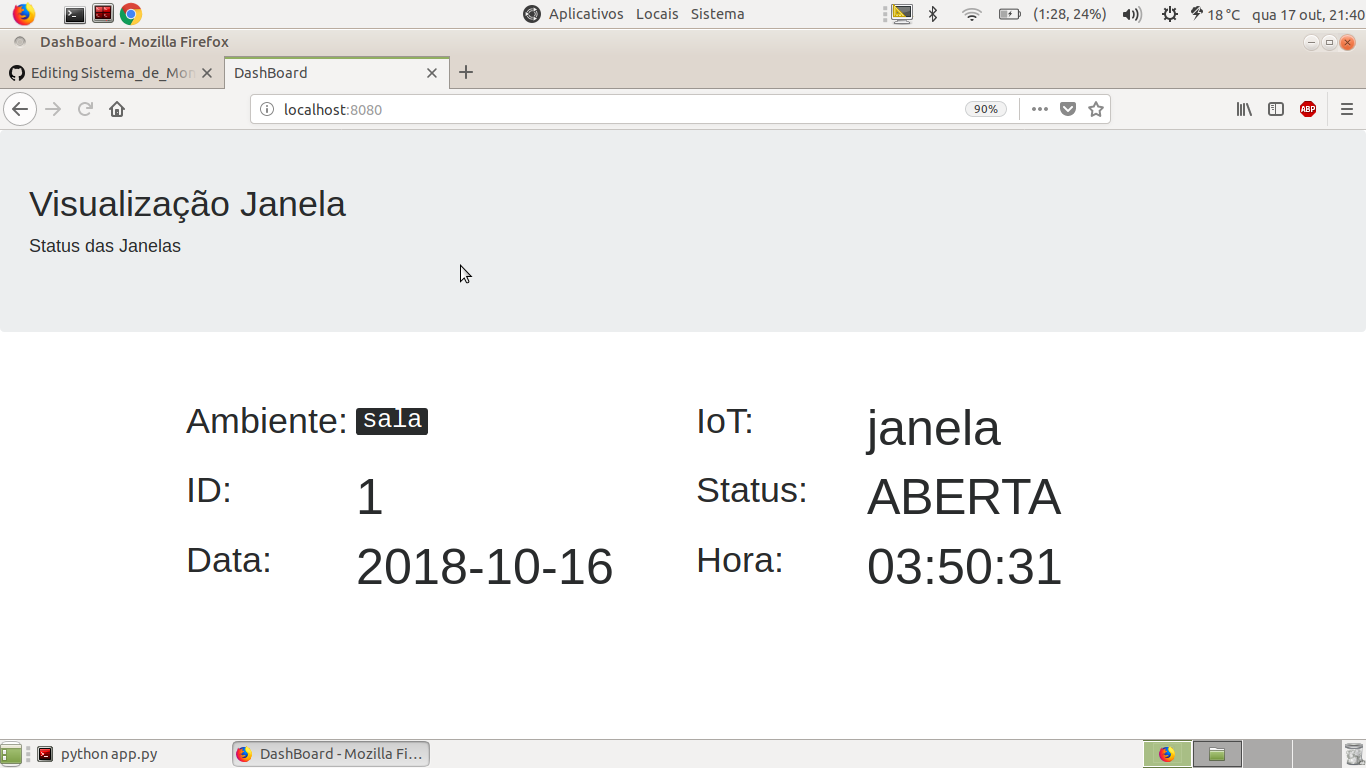 Aplicativos Locais Sistema (1:28, 24%) 18 °C qua 17 out, 21:40
DashBoard - Mozilla Firefox
Editing Sistema_de_Mon DashBoard
localhost:8080 90% ABP
Visualização Janela
Status das Janelas
Ambiente: sala IoT: janela
ID: 1 Status: ABERTA
Data: 2018-10-16 Hora: 03:50:31
python app.py DashBoard - Mozilla Fi...